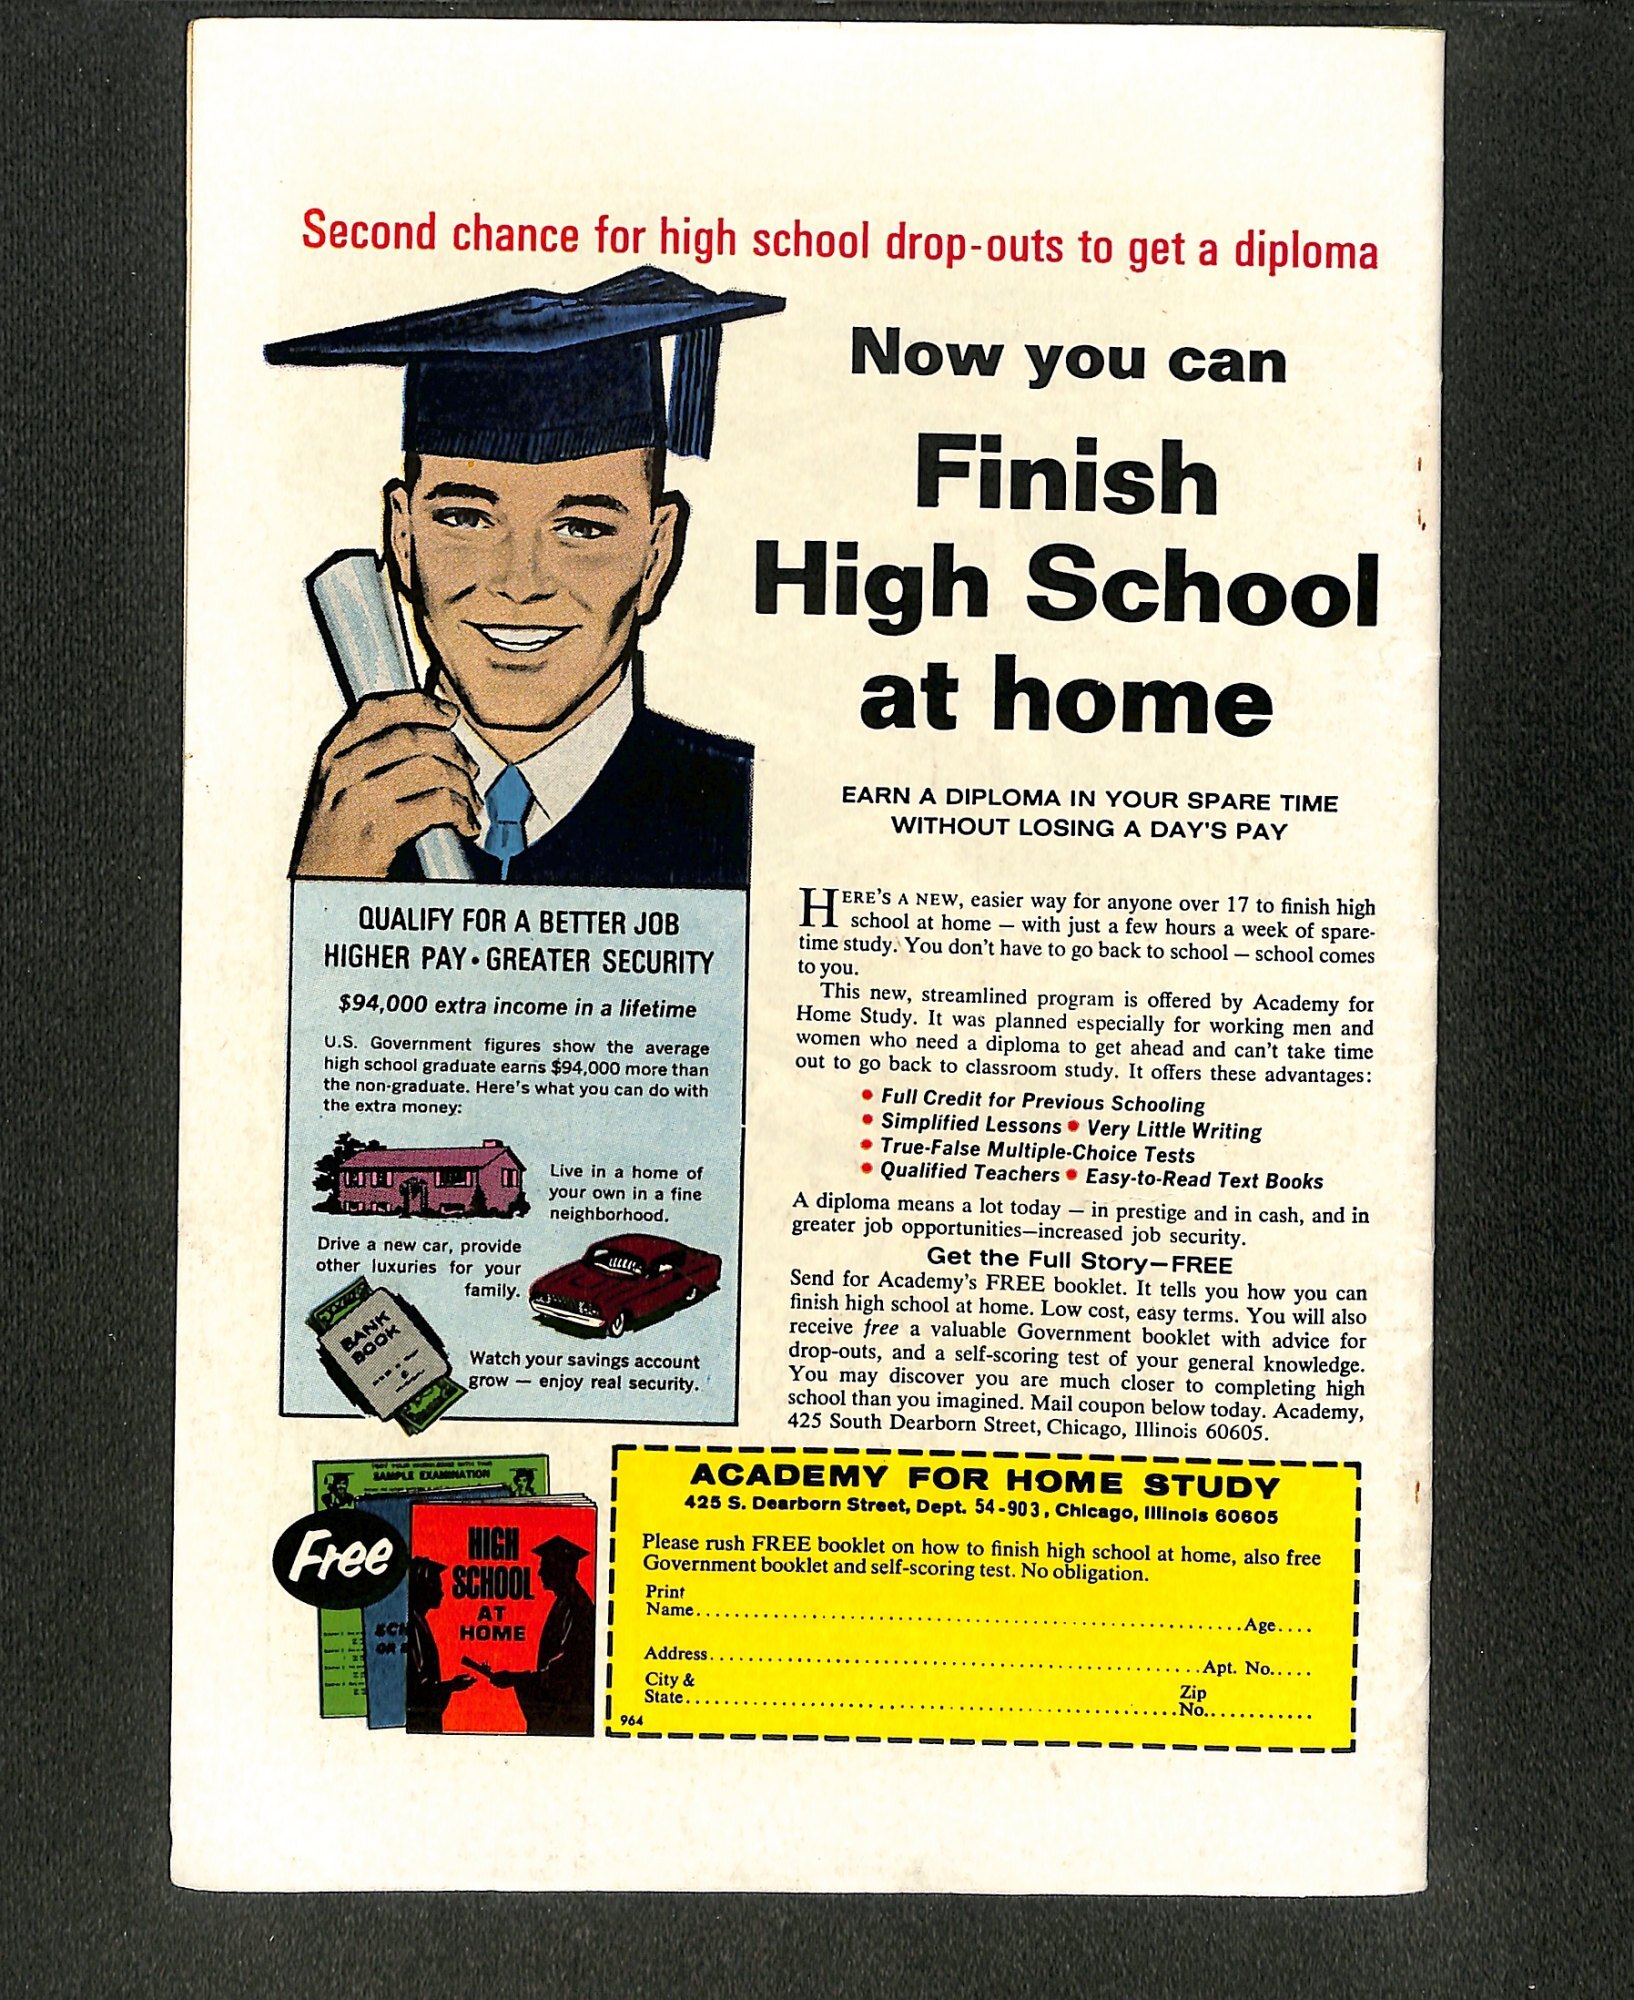 Second chance for high school drop-outs to get a diploma
Now you can
Finish
High School
at home
EARN A DIPLOMA IN YOUR SPARE TIME
WITHOUT LOSING A DAY'S PAY
HERE'S A NEW, easier way for anyone over 17 to finish high
school at home — with just a few hours a week of spare-
time study. You don't have to go back to school — school comes
to you.
This new, streamlined program is offered by Academy for
Home Study. It was planned especially for working men and
women who need a diploma to get ahead and can't take time
out to go back to classroom study. It offers these advantages:
• Full Credit for Previous Schooling
• Simplified Lessons • Very Little Writing
• True-False Multiple-Choice Tests
• Qualified Teachers • Easy-to-Read Text Books
A diploma means a lot today — in prestige and in cash, and in
greater job opportunities—increased job security.
Get the Full Story—FREE
Send for Academy's FREE booklet. It tells you how you can
finish high school at home. Low cost, easy terms. You will also
receive free a valuable Government booklet with advice for
drop-outs, and a self-scoring test of your general knowledge.
You may discover you are much closer to completing high
school than you imagined. Mail coupon below today. Academy,
425 South Dearborn Street, Chicago, Illinois 60605.
QUALIFY FOR A BETTER JOB
HIGHER PAY • GREATER SECURITY
$94,000 extra income in a lifetime
U.S. Government figures show the average
high school graduate earns $94,000 more than
the non-graduate. Here's what you can do with
the extra money:
Live in a home of
your own in a fine
neighborhood.
Drive a new car, provide
other luxuries for your
family.
BANK
BOOK
Watch your savings account
grow — enjoy real security.
TEST YOUR KNOWLEDGE WITH THIS
SAMPLE EXAMINATION
Free
HIGH
SCHOOL
AT
HOME
SCH
OR
ACADEMY FOR HOME STUDY
425 S. Dearborn Street, Dept. 54-903, Chicago, Illinois 60605
Please rush FREE booklet on how to finish high school at home, also free
Government booklet and self-scoring test. No obligation.
Print
Name.................................................Age....
Address.............................................Apt. No.....
City &
State.............................................Zip
No............
964